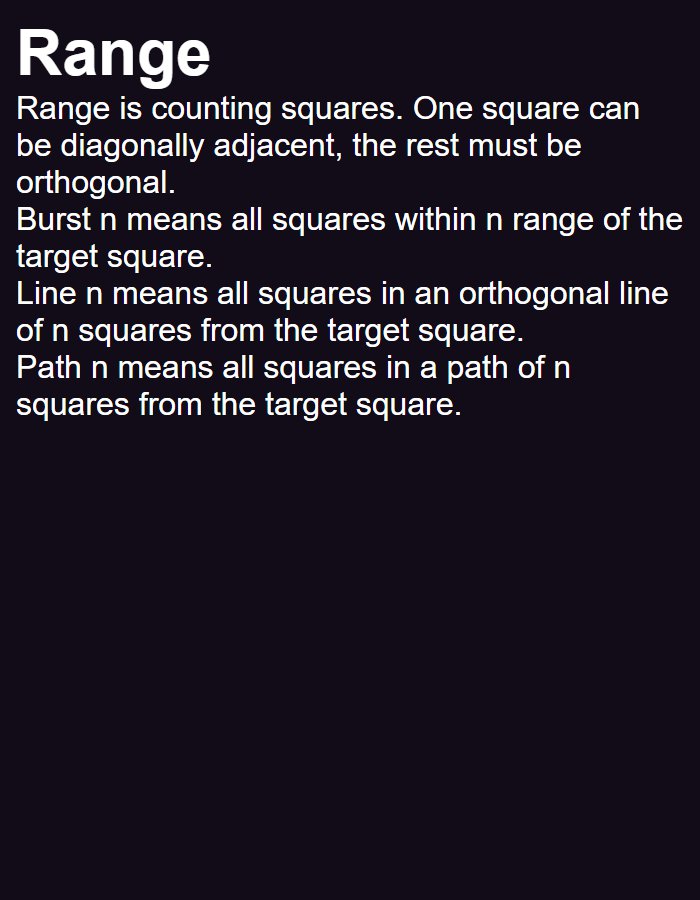 Range
Range is counting squares. One square can
be diagonally adjacent, the rest must be
orthogonal.
Burst n means all squares within n range of the
target square.
Line n means all squares in an orthogonal line
of n squares from the target square.
Path n means all squares in a path of n
squares from the target square.